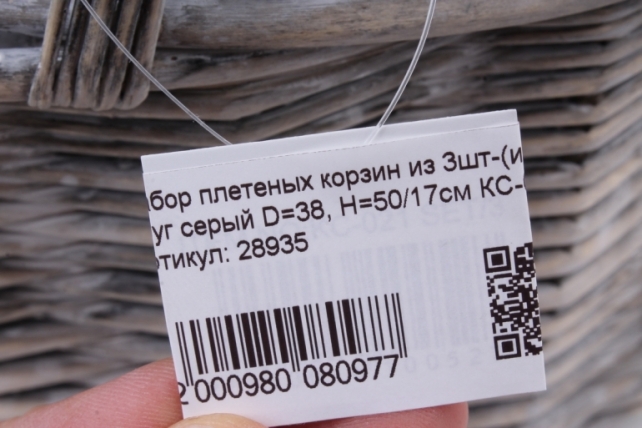 бор плетеных корзин из 3шт-(и
уг серый D=38, H=50/17см КС-
тикул: 28935
2 000980 080977